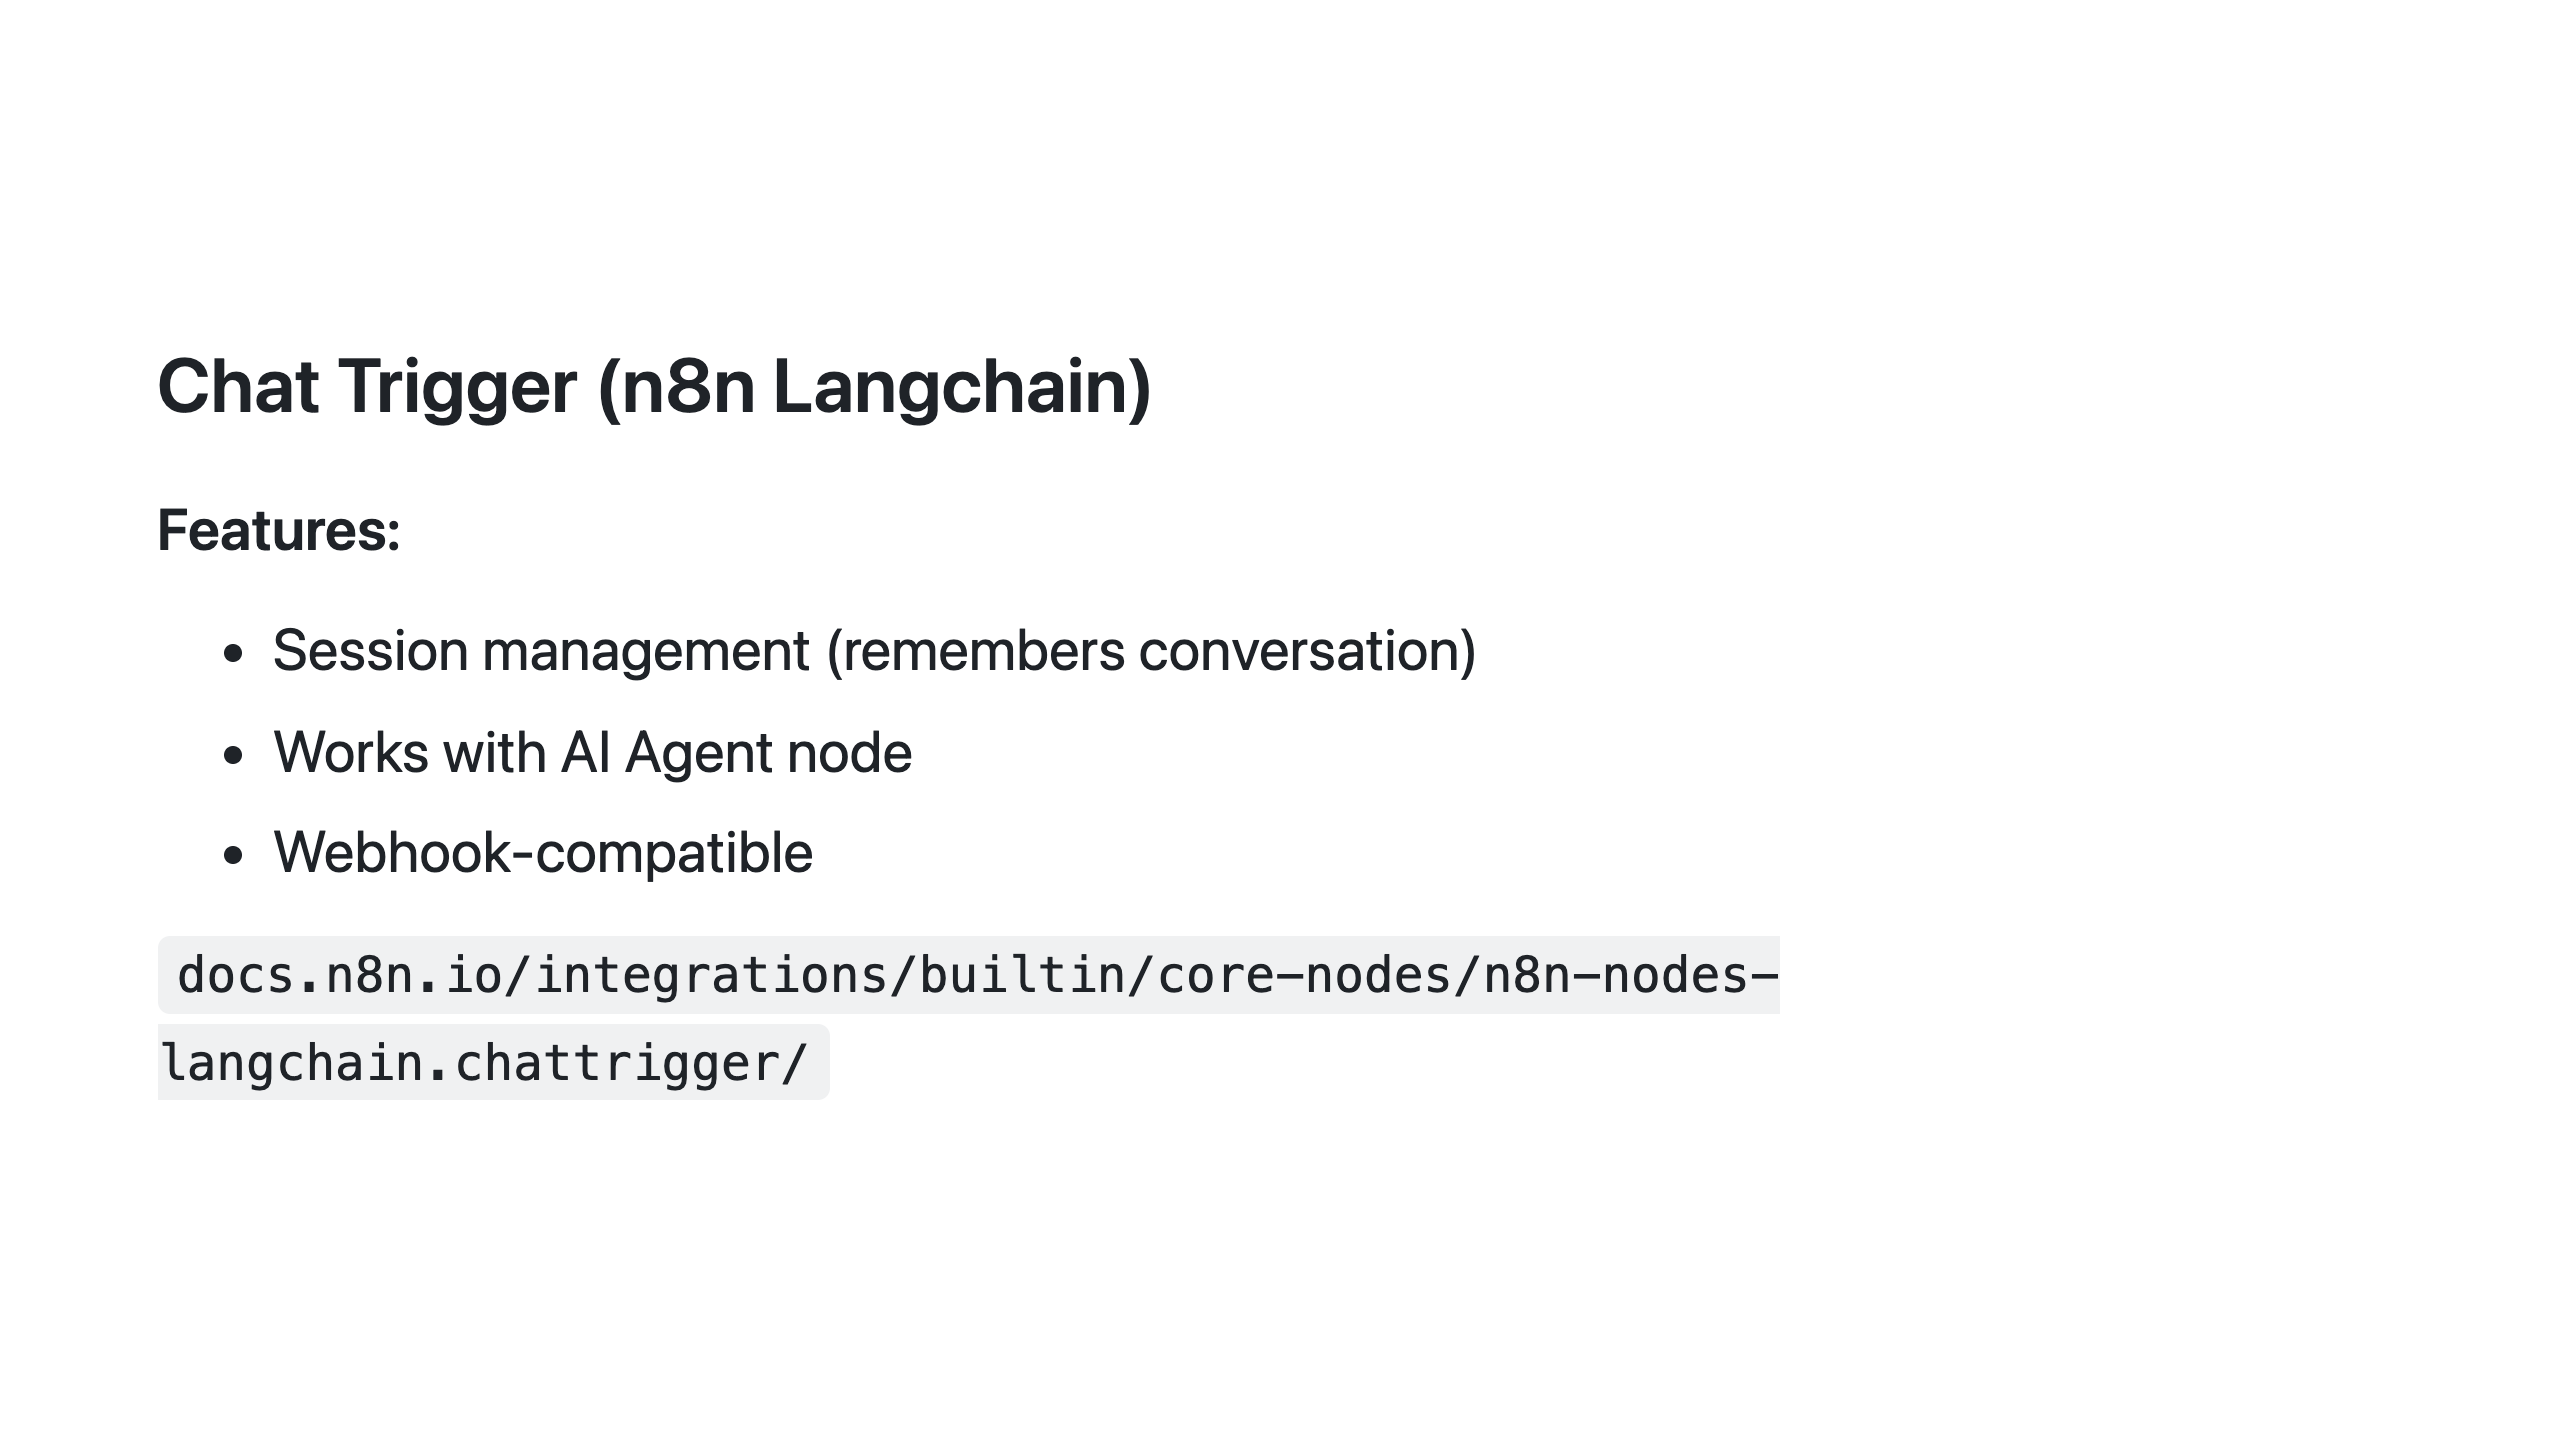 Chat Trigger (n8n Langchain)
Features:
• Session management (remembers conversation)
• Works with AI Agent node
• Webhook-compatible
docs.n8n.io/integrations/builtin/core-nodes/n8n-nodes-
langchain.chattrigger/